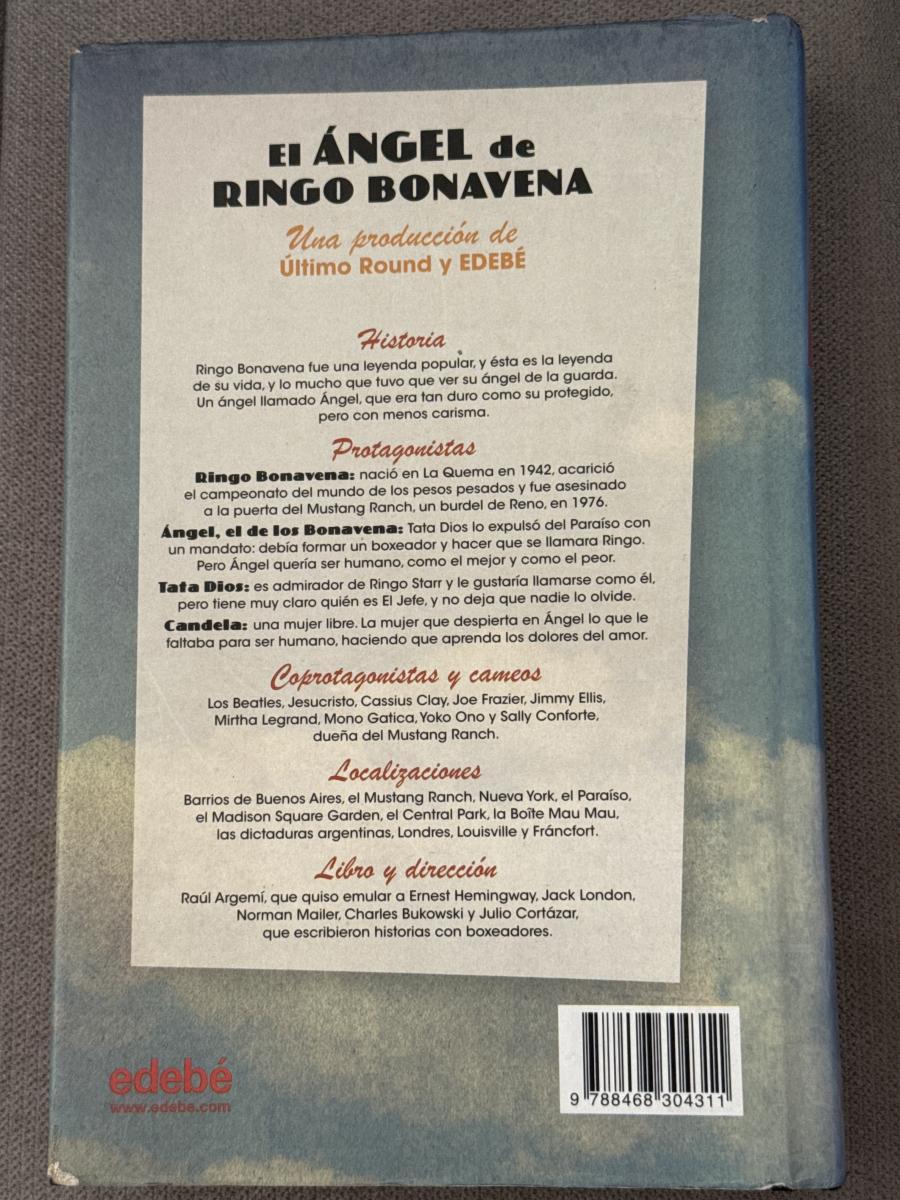 El ÁNGEL de
RINGO BONAVENA
Una producción de
Último Round y EDEBÉ
Historia
Ringo Bonavena fue una leyenda popular, y ésta es la leyenda
de su vida, y lo mucho que tuvo que ver su ángel de la guarda.
Un ángel llamado Ángel, que era tan duro como su protegido,
pero con menos carisma.
Protagonistas
Ringo Bonavena: nació en La Quema en 1942, acarició
el campeonato del mundo de los pesos pesados y fue asesinado
a la puerta del Mustang Ranch, un burdel de Reno, en 1976.
Ángel, el de los Bonavena: Tata Dios lo expulsó del Paraíso con
un mandato: debía formar un boxeador y hacer que se llamara Ringo.
Pero Ángel quería ser humano, como el mejor y como el peor.
Tata Dios: es admirador de Ringo Starr y le gustaría llamarse como él,
pero tiene muy claro quién es El Jefe, y no deja que nadie lo olvide.
Candela: una mujer libre. La mujer que despierta en Ángel lo que le
faltaba para ser humano, haciendo que aprenda los dolores del amor.
Coprotagonistas y cameos
Los Beatles, Jesucristo, Cassius Clay, Joe Frazier, Jimmy Ellis,
Mirtha Legrand, Mono Gatica, Yoko Ono y Sally Conforte,
dueña del Mustang Ranch.
Localizaciones
Barrios de Buenos Aires, el Mustang Ranch, Nueva York, el Paraíso,
el Madison Square Garden, el Central Park, la Boîte Mau Mau,
las dictaduras argentinas, Londres, Louisville y Fráncfort.
Libro y dirección
Raúl Argemí, que quiso emular a Ernest Hemingway, Jack London,
Norman Mailer, Charles Bukowski y Julio Cortázar,
que escribieron historias con boxeadores.
edebé
www.edebe.com
9 788468 304311